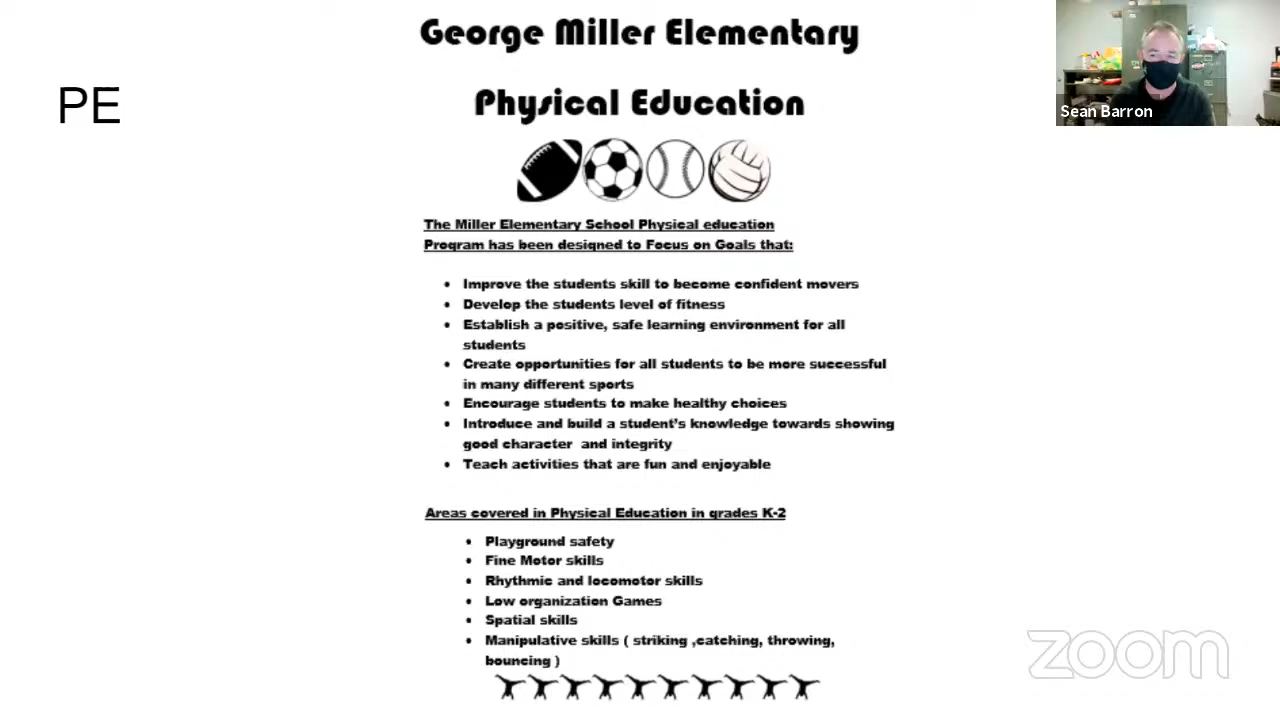 George Miller Elementary
PE
Physical Education
Sean Barron
The Miller Elementary School Physical education
Program has been designed to Focus on Goals that:
• Improve the students skill to become confident movers
• Develop the students level of fitness
• Establish a positive, safe learning environment for all
students
• Create opportunities for all students to be more successful
in many different sports
• Encourage students to make healthy choices
• Introduce and build a student's knowledge towards showing
good character and integrity
• Teach activities that are fun and enjoyable
Areas covered in Physical Education in grades K-2
• Playground safety
• Fine Motor skills
• Rhythmic and locomotor skills
• Low organization Games
• Spatial skills
• Manipulative skills ( striking ,catching, throwing,
bouncing )
zoom